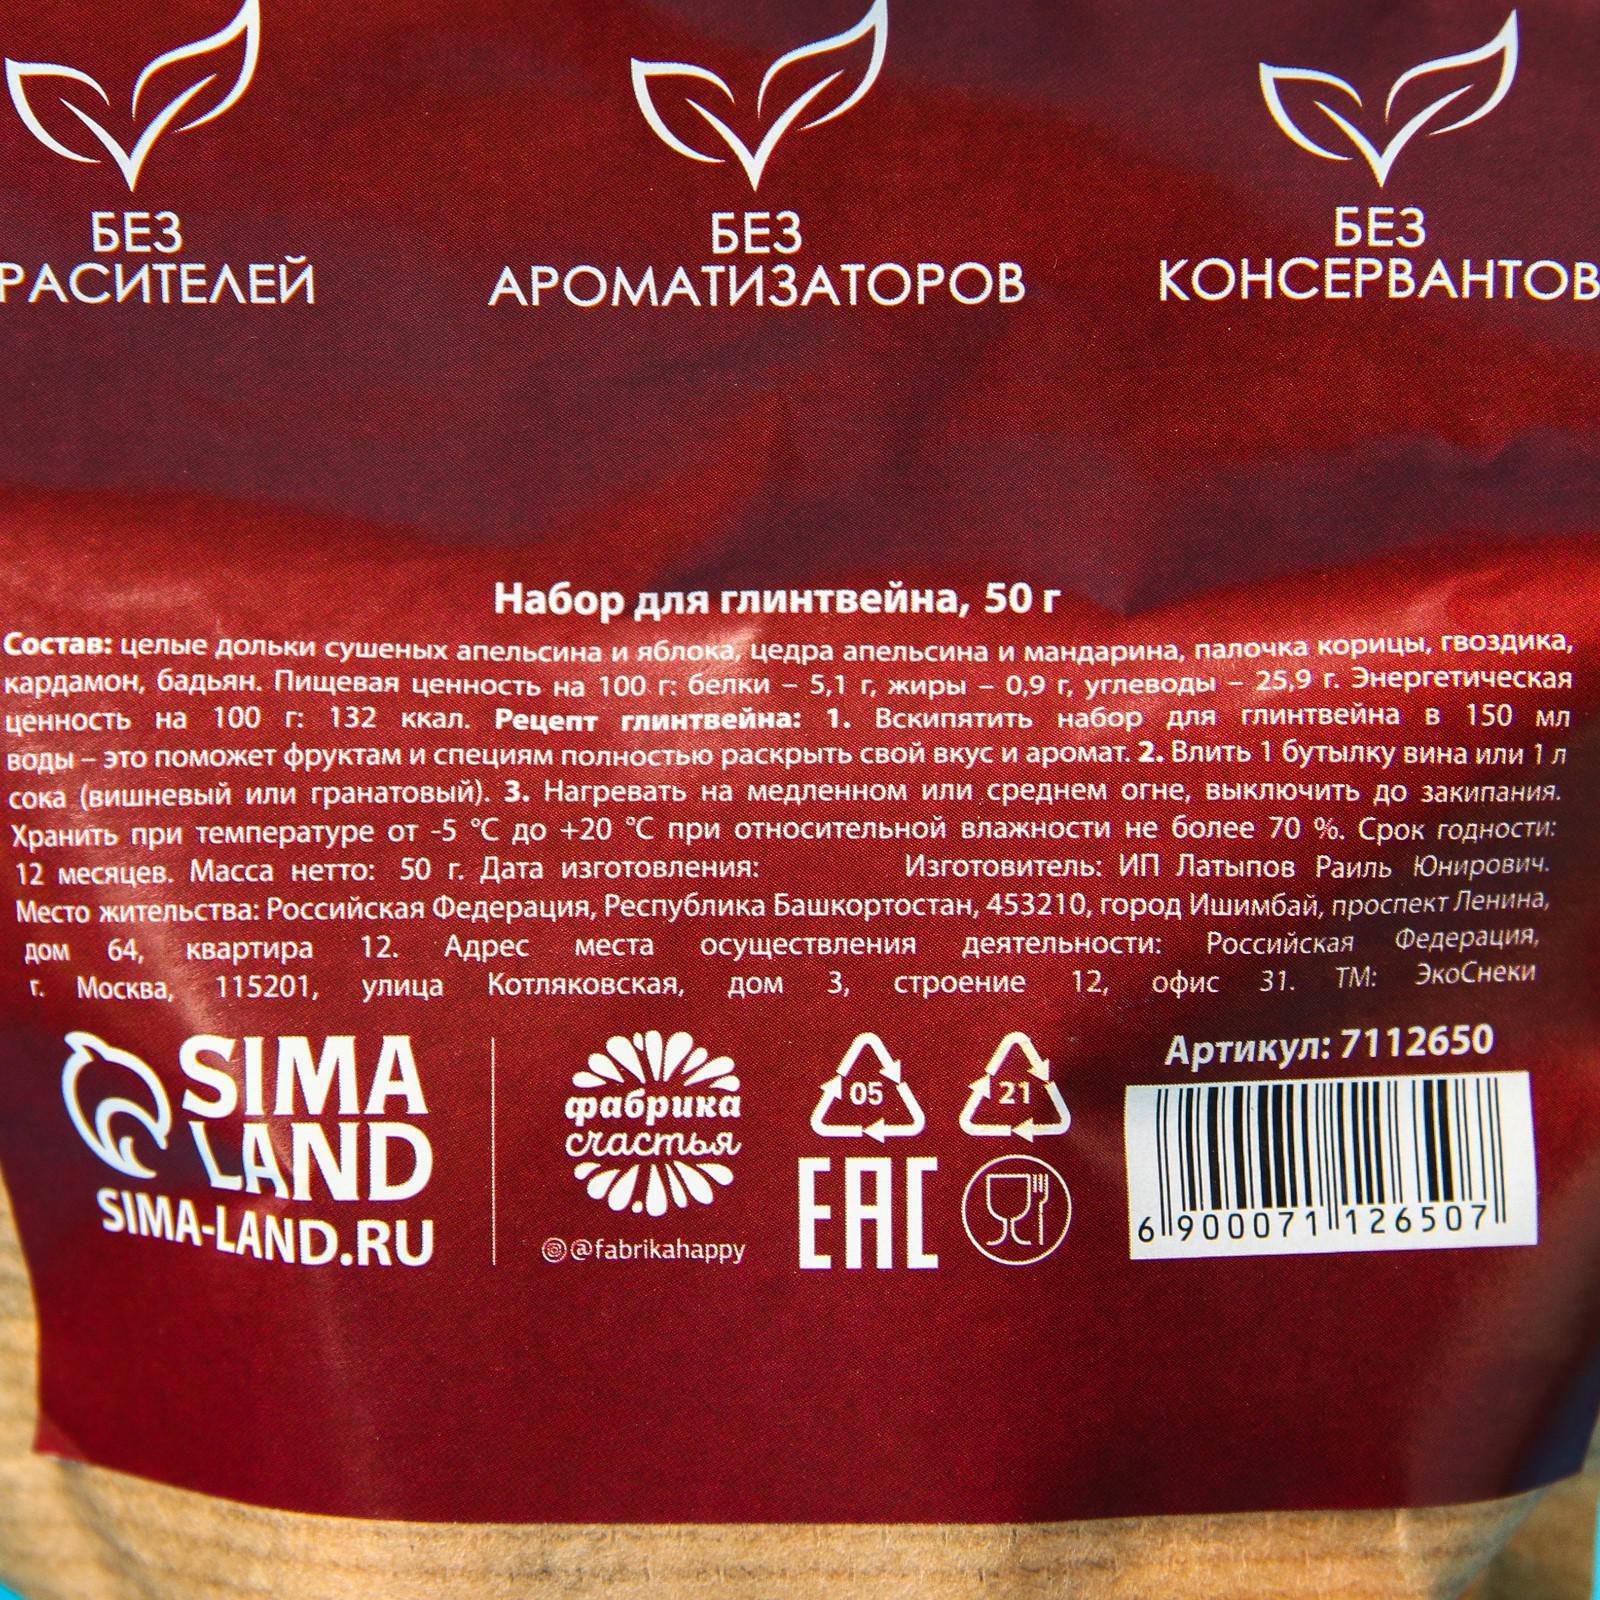 БЕЗ
РАСИТЕЛЕЙ
БЕЗ
АРОМАТИЗАТОРОВ
БЕЗ
КОНСЕРВАНТОВ
Набор для глинтвейна, 50 г
Состав: целые дольки сушеных апельсина и яблока, цедра апельсина и мандарина, палочка корицы, гвоздика,
кардамон, бадьян. Пищевая ценность на 100 г: белки – 5,1 г, жиры – 0,9 г, углеводы – 25,9 г. Энергетическая
ценность на 100 г: 132 ккал. Рецепт глинтвейна: 1. Вскипятить набор для глинтвейна в 150 мл
воды – это поможет фруктам и специям полностью раскрыть свой вкус и аромат. 2. Влить 1 бутылку вина или 1 л
сока (вишневый или гранатовый). 3. Нагревать на медленном или среднем огне, выключить до закипания.
Хранить при температуре от -5 °C до +20 °C при относительной влажности не более 70 %. Срок годности:
12 месяцев. Масса нетто: 50 г. Дата изготовления: Изготовитель: ИП Латыпов Раиль Юнирович.
Место жительства: Российская Федерация, Республика Башкортостан, 453210, город Ишимбай, проспект Ленина,
дом 64, квартира 12. Адрес места осуществления деятельности: Российская Федерация,
г. Москва, 115201, улица Котляковская, дом 3, строение 12, офис 31. ТМ: ЭкоСнеки
SIMA
LAND
SIMA-LAND.RU
фабрика
счастья
@fabrikahappy
05
21
EAC
Артикул: 7112650
6 900071 126507